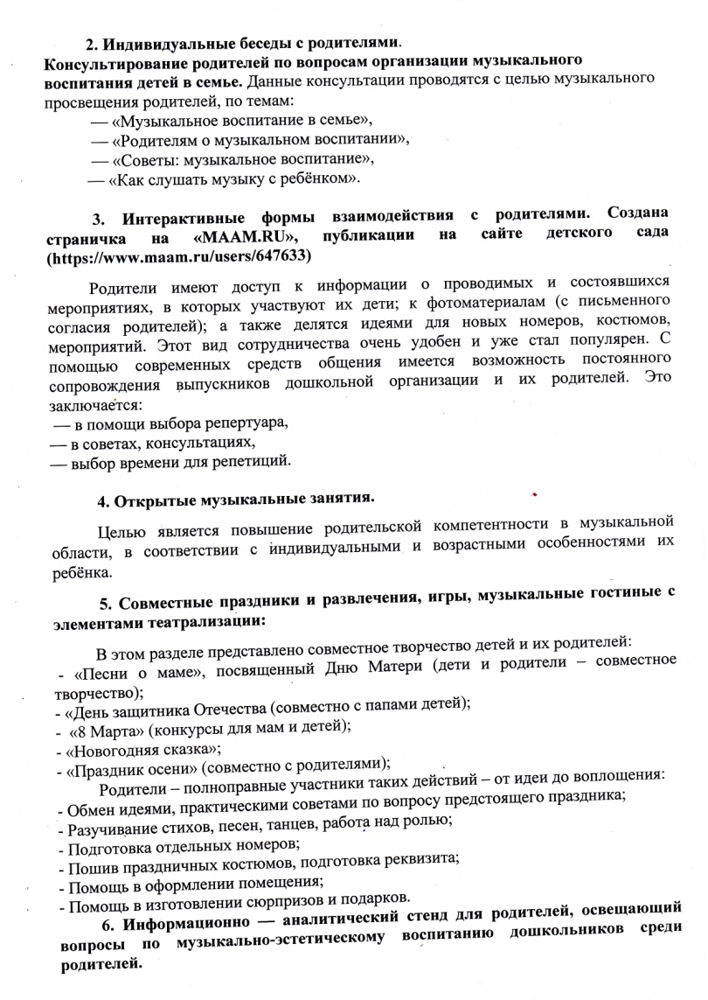 2. Индивидуальные беседы с родителями.
Консультирование родителей по вопросам организации музыкального
воспитания детей в семье. Данные консультации проводятся с целью музыкального
просвещения родителей, по темам:
— «Музыкальное воспитание в семье»,
— «Родителям о музыкальном воспитании»,
— «Советы: музыкальное воспитание»,
— «Как слушать музыку с ребёнком».
3. Интерактивные формы взаимодействия с родителями. Создана
страничка на «MAAM.RU», публикации на сайте детского сада
(https://www.maam.ru/users/647633)
Родители имеют доступ к информации о проводимых и состоявшихся
мероприятиях, в которых участвуют их дети; к фотоматериалам (с письменного
согласия родителей); а также делятся идеями для новых номеров, костюмов,
мероприятий. Этот вид сотрудничества очень удобен и уже стал популярен. С
помощью современных средств общения имеется возможность постоянного
сопровождения выпускников дошкольной организации и их родителей. Это
заключается:
— в помощи выбора репертуара,
— в советах, консультациях,
— выбор времени для репетиций.
4. Открытые музыкальные занятия.
Целью является повышение родительской компетентности в музыкальной
области, в соответствии с индивидуальными и возрастными особенностями их
ребёнка.
5. Совместные праздники и развлечения, игры, музыкальные гостиные с
элементами театрализации:
В этом разделе представлено совместное творчество детей и их родителей:
- «Песни о маме», посвященный Дню Матери (дети и родители – совместное
творчество);
- «День защитника Отечества (совместно с папами детей);
- «8 Марта» (конкурсы для мам и детей);
- «Новогодняя сказка»;
- «Праздник осени» (совместно с родителями);
Родители – полноправные участники таких действий – от идеи до воплощения:
- Обмен идеями, практическими советами по вопросу предстоящего праздника;
- Разучивание стихов, песен, танцев, работа над ролью;
- Подготовка отдельных номеров;
- Пошив праздничных костюмов, подготовка реквизита;
- Помощь в оформлении помещения;
- Помощь в изготовлении сюрпризов и подарков.
6. Информационно — аналитический стенд для родителей, освещающий
вопросы по музыкально-эстетическому воспитанию дошкольников среди
родителей.